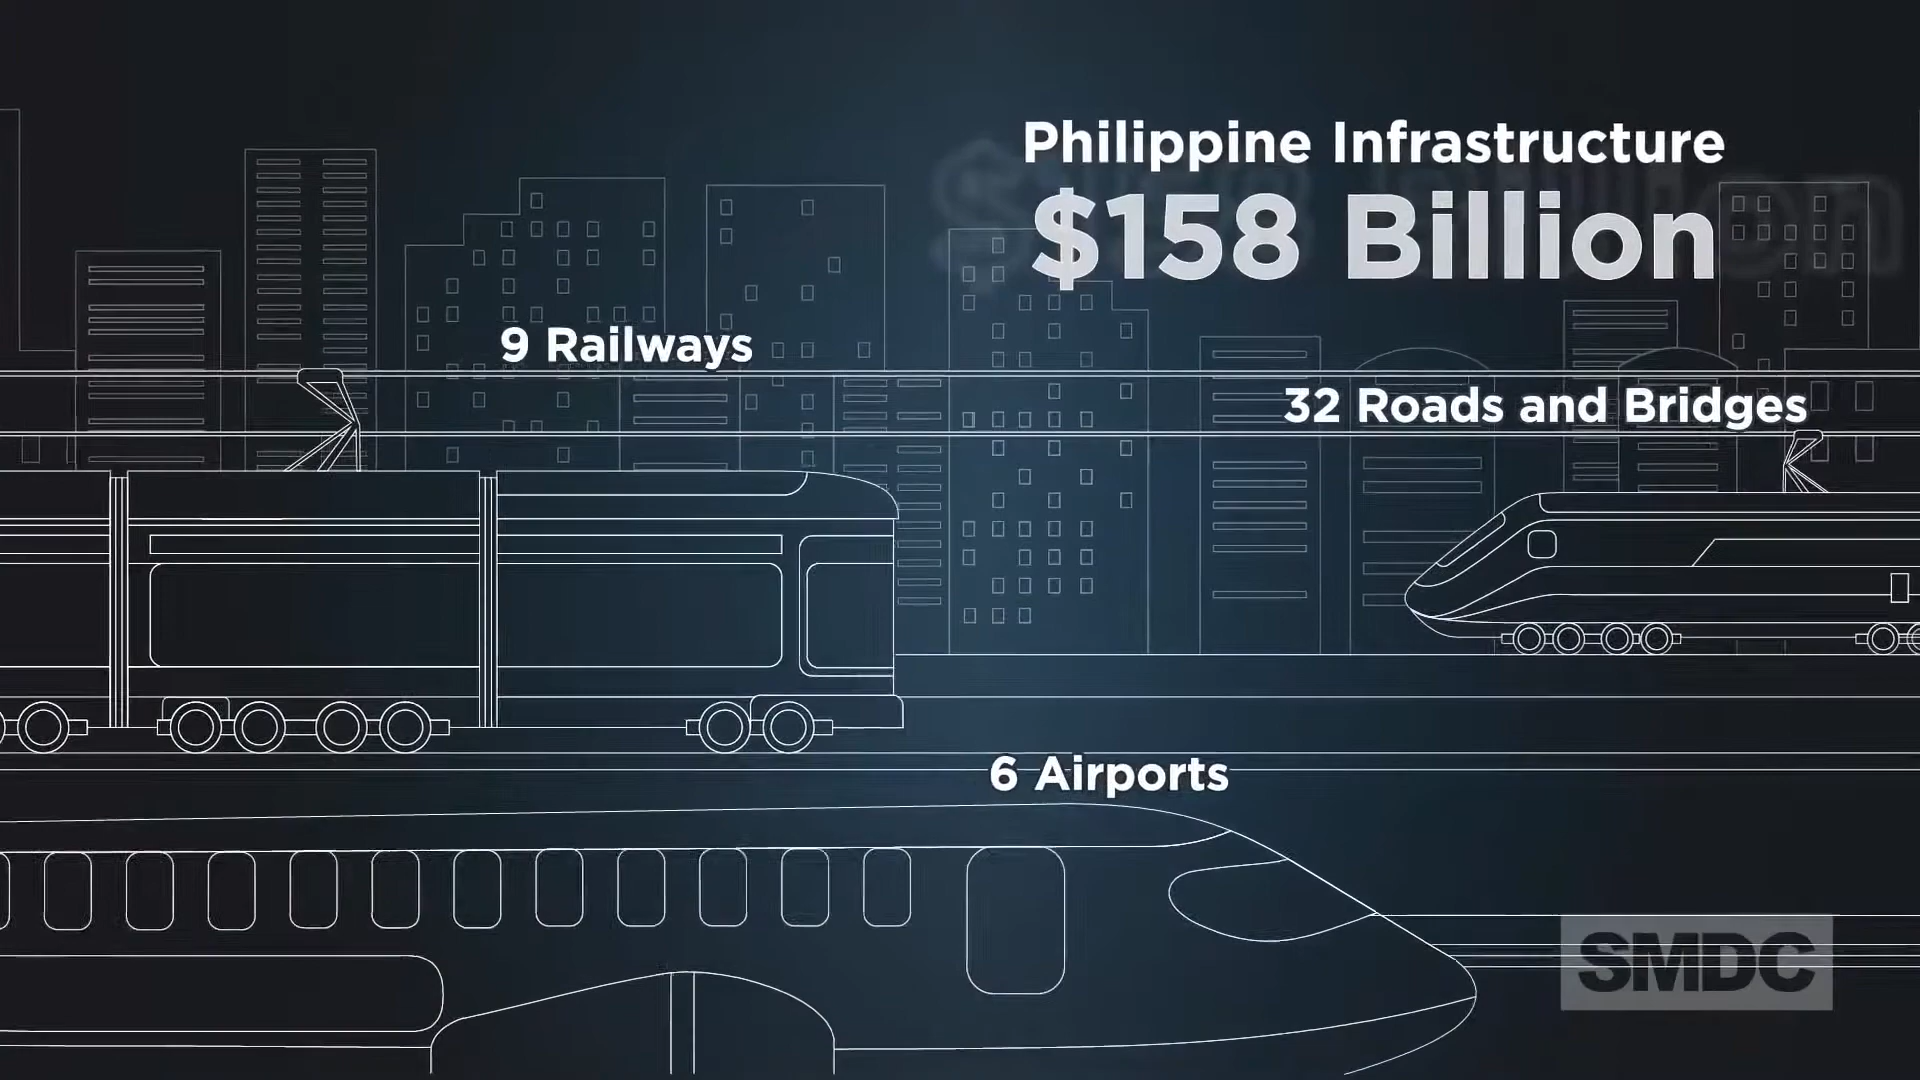 Philippine Infrastructure
$158 Billion
9 Railways
32 Roads and Bridges
6 Airports
SMDC